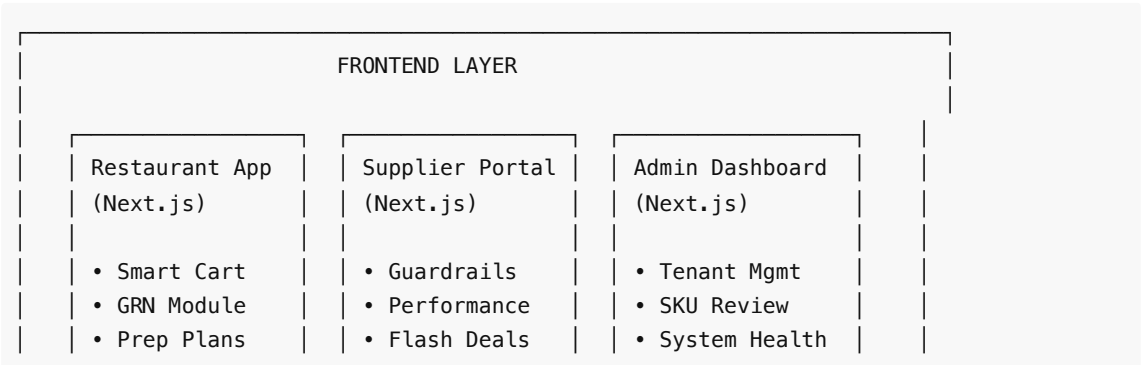 FRONTEND LAYER
Restaurant App Supplier Portal Admin Dashboard
(Next.js) (Next.js) (Next.js)
• Smart Cart • Guardrails • Tenant Mgmt
• GRN Module • Performance • SKU Review
• Prep Plans • Flash Deals • System Health